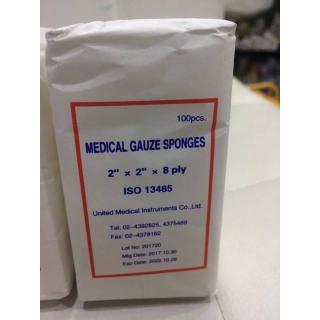 100pcs.
MEDICAL GAUZE SPONGES
2" × 2" × 8 ply
ISO 13485
United Medical Instruments Co.,Ltd.
Tel: 02-4392625, 4375469
Fax: 02-4378162
Lot No: 201720
Mfg Date: 2017.10.30
Exp Date: 2022.10.29